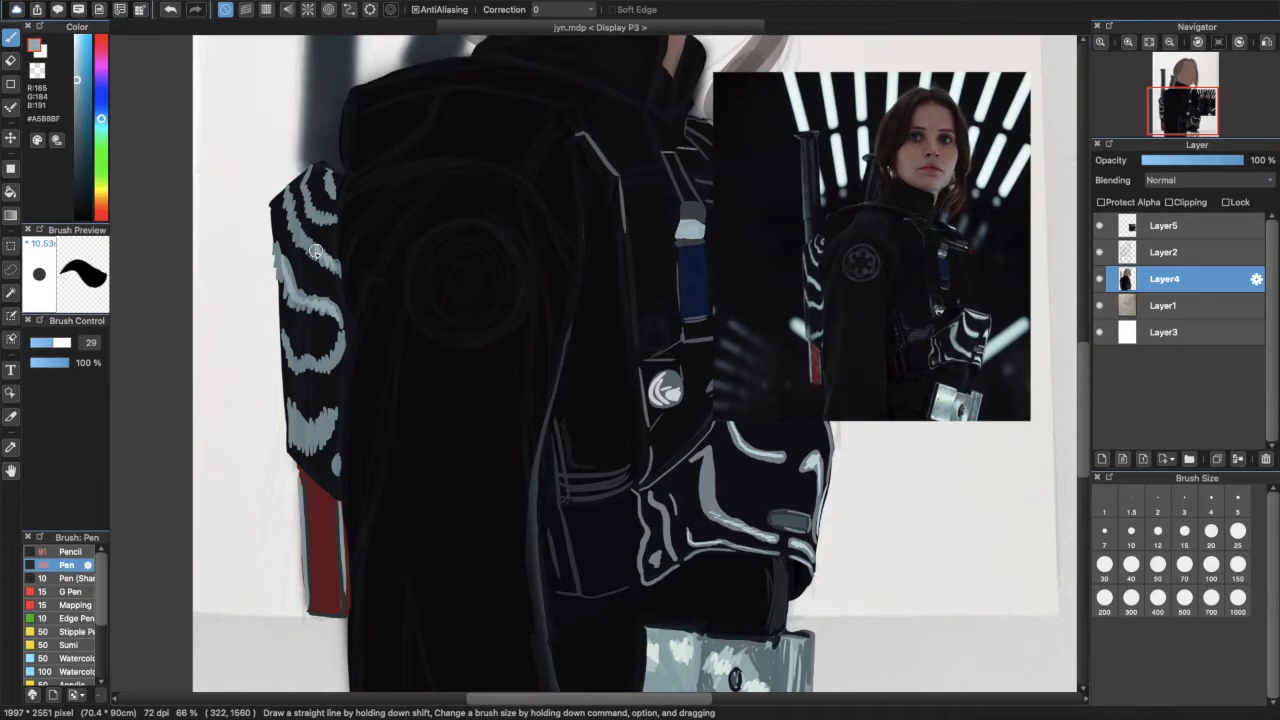 AntiAliasing
Correction
0
Soft Edge
jyn.mdp < Display P3 >
Color
R:165
G:184
B:191
#A5B8BF
Brush Preview
* 10.53
Brush Control
29
100 %
Brush: Pen
91 Pencil
Pen
10 Pen (Shar
15 G Pen
15 Mapping
10 Edge Pen
50 Stipple Pe
50 Sumi
50 Waterco
100 Waterco
Navigator
Layer
Opacity 100 %
Blending Normal
Protect Alpha Clipping Lock
Layer5
Layer2
Layer4
Layer1
Layer3
Brush Size
1 1.5 2 3 4 5
7 10 12 15 20 25
30 40 50 70 100 150
200 300 400 500 700 1000
1997 * 2551 pixel (70.4 * 90cm) 72 dpi 66 % ( 322, 1560 ) Draw a straight line by holding down shift, Change a brush size by holding down command, option, and dragging